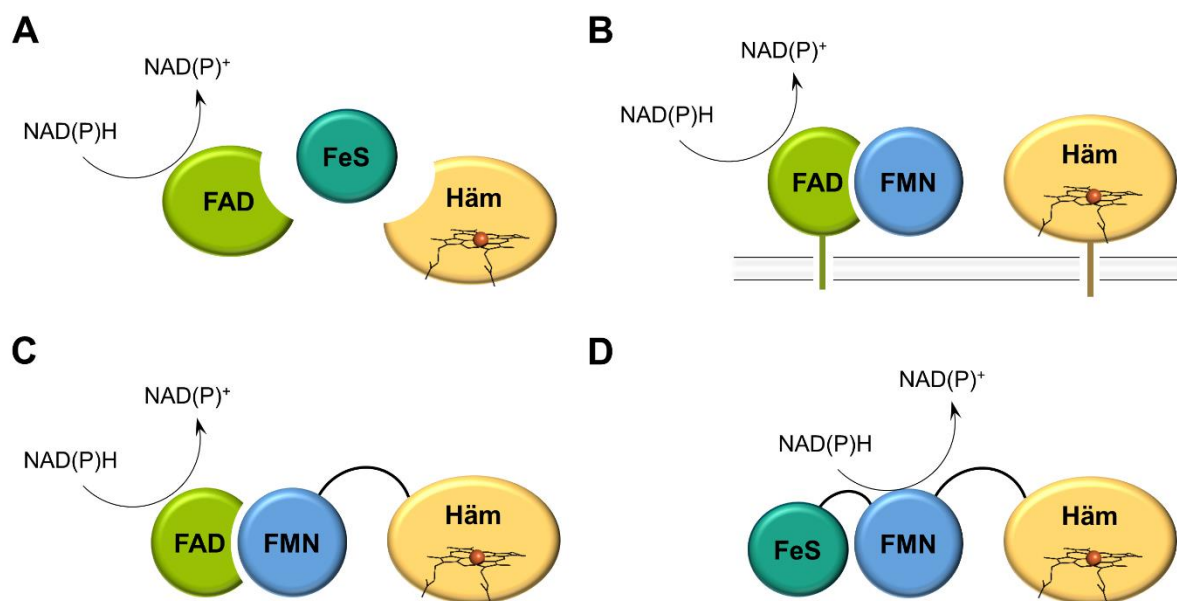 A
NAD(P)⁺
NAD(P)H
FAD
FeS
Häm
B
NAD(P)⁺
NAD(P)H
FAD
FMN
Häm
C
NAD(P)⁺
NAD(P)H
FAD
FMN
Häm
D
NAD(P)⁺
NAD(P)H
FeS
FMN
Häm